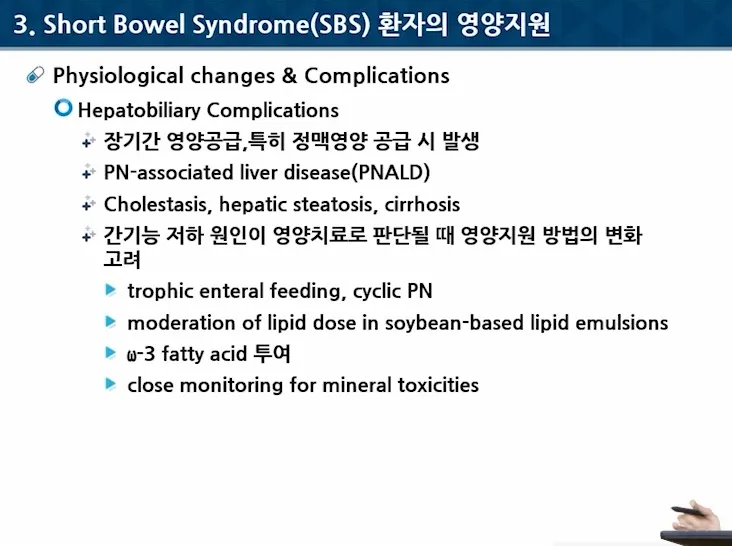 3. Short Bowel Syndrome(SBS) 환자의 영양지원
Physiological changes & Complications
Hepatobiliary Complications
장기간 영양공급,특히 정맥영양 공급 시 발생
PN-associated liver disease(PNALD)
Cholestasis, hepatic steatosis, cirrhosis
간기능 저하 원인이 영양치료로 판단될 때 영양지원 방법의 변화
고려
trophic enteral feeding, cyclic PN
moderation of lipid dose in soybean-based lipid emulsions
ω-3 fatty acid 투여
close monitoring for mineral toxicities